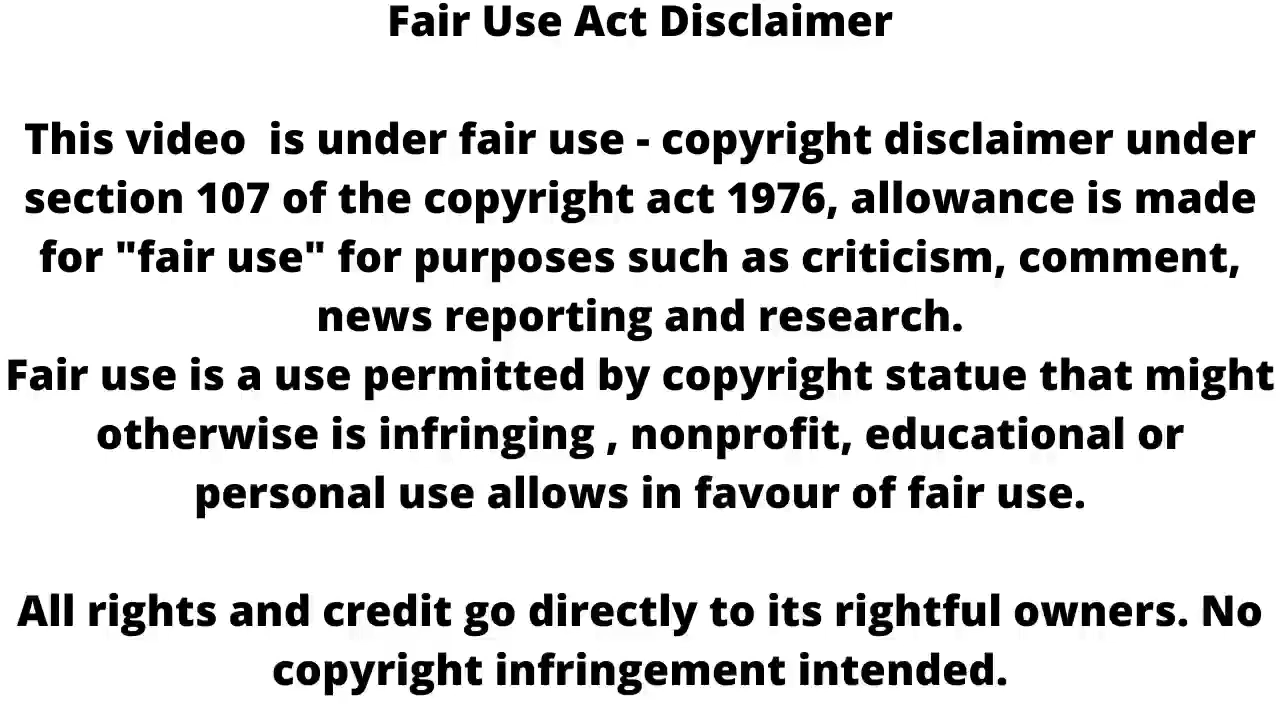 Fair Use Act Disclaimer
This video is under fair use - copyright disclaimer under
section 107 of the copyright act 1976, allowance is made
for "fair use" for purposes such as criticism, comment,
news reporting and research.
Fair use is a use permitted by copyright statue that might
otherwise is infringing , nonprofit, educational or
personal use allows in favour of fair use.
All rights and credit go directly to its rightful owners. No
copyright infringement intended.